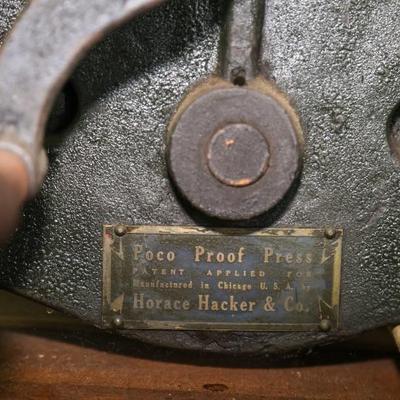 Poco Proof Press
PATENT APPLIED FOR
Manufactured in Chicago U. S. A. by
Horace Hacker & Co.